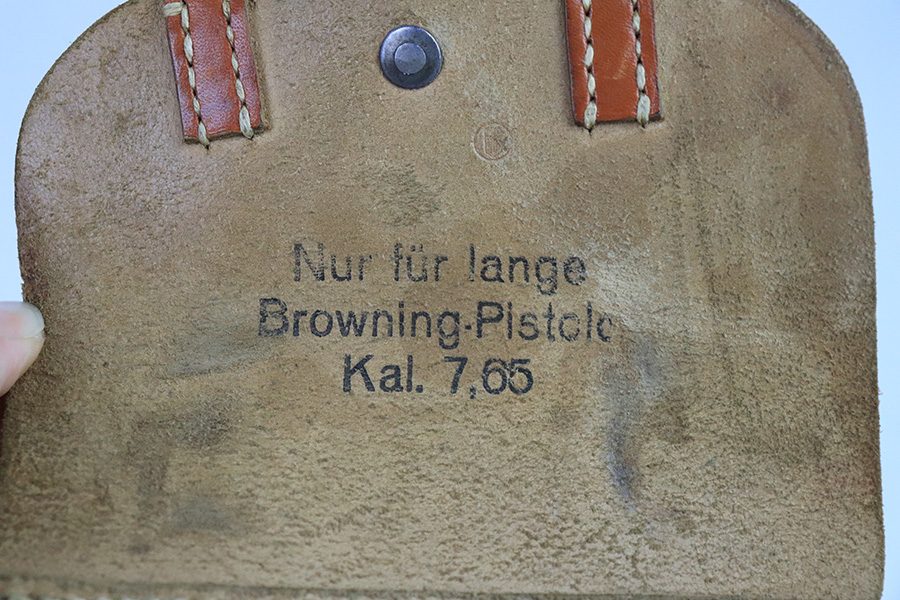 Nur für lange
Browning-Pistole
Kal. 7,65